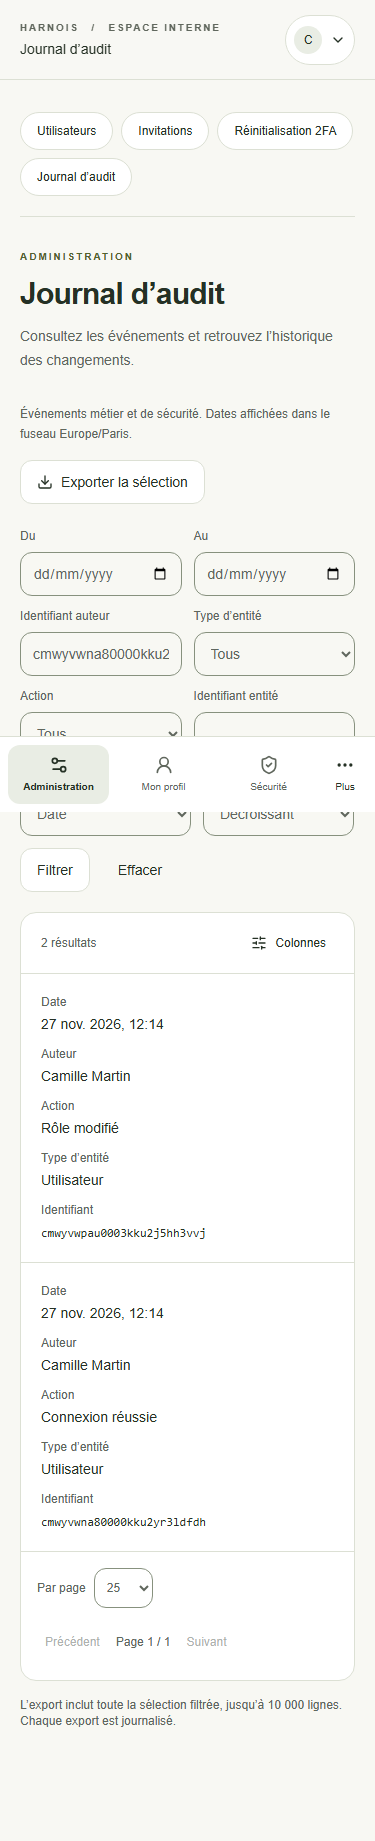 HARNOIS / ESPACE INTERNE
Journal d’audit
C
Utilisateurs
Invitations
Réinitialisation 2FA
Journal d’audit
ADMINISTRATION
Journal d’audit
Consultez les événements et retrouvez l’historique
des changements.
Événements métier et de sécurité. Dates affichées dans le
fuseau Europe/Paris.
Exporter la sélection
Du
Au
dd/mm/yyyy
dd/mm/yyyy
Identifiant auteur
Type d’entité
cmwyvwna80000kku2
Tous
Action
Identifiant entité
Tous
Administration
Mon profil
Sécurité
Plus
Date
Décroissant
Filtrer
Effacer
2 résultats
Colonnes
Date
27 nov. 2026, 12:14
Auteur
Camille Martin
Action
Rôle modifié
Type d’entité
Utilisateur
Identifiant
cmwyvwpau0003kku2j5hh3vvj
Date
27 nov. 2026, 12:14
Auteur
Camille Martin
Action
Connexion réussie
Type d’entité
Utilisateur
Identifiant
cmwyvwna80000kku2yr3ldfdh
Par page
25
Précédent
Page 1 / 1
Suivant
L’export inclut toute la sélection filtrée, jusqu’à 10 000 lignes.
Chaque export est journalisé.